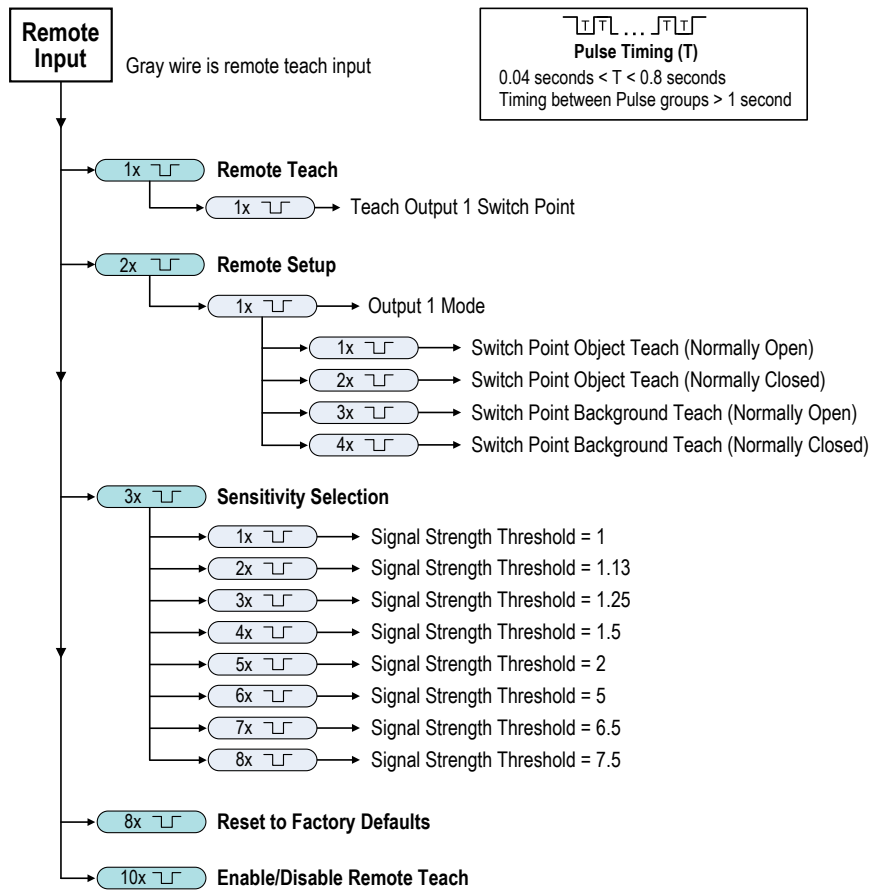 Remote
Input
Gray wire is remote teach input
T T ... T T
Pulse Timing (T)
0.04 seconds < T < 0.8 seconds
Timing between Pulse groups > 1 second
1x Remote Teach
1x Teach Output 1 Switch Point
2x Remote Setup
1x Output 1 Mode
1x Switch Point Object Teach (Normally Open)
2x Switch Point Object Teach (Normally Closed)
3x Switch Point Background Teach (Normally Open)
4x Switch Point Background Teach (Normally Closed)
3x Sensitivity Selection
1x Signal Strength Threshold = 1
2x Signal Strength Threshold = 1.13
3x Signal Strength Threshold = 1.25
4x Signal Strength Threshold = 1.5
5x Signal Strength Threshold = 2
6x Signal Strength Threshold = 5
7x Signal Strength Threshold = 6.5
8x Signal Strength Threshold = 7.5
8x Reset to Factory Defaults
10x Enable/Disable Remote Teach